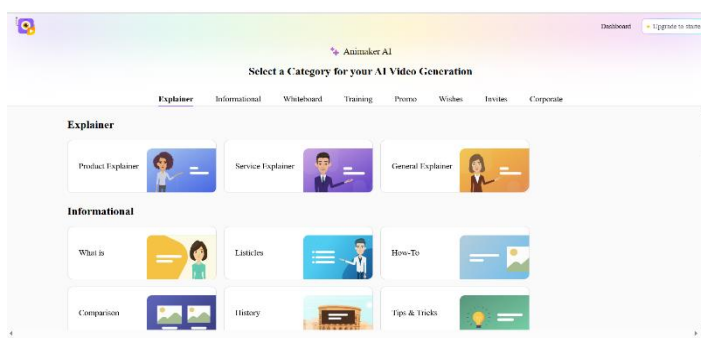 Dashboard
Upgrade to
Animaker AI
Select a Category for your AI Video Generation
Explainer Informational Whiteboard Training Promo Wishes Invites Corporate
Explainer
Product Explainer Service Explainer General Explainer
Informational
What is Listicles How-To
Comparison History Tips & Tricks